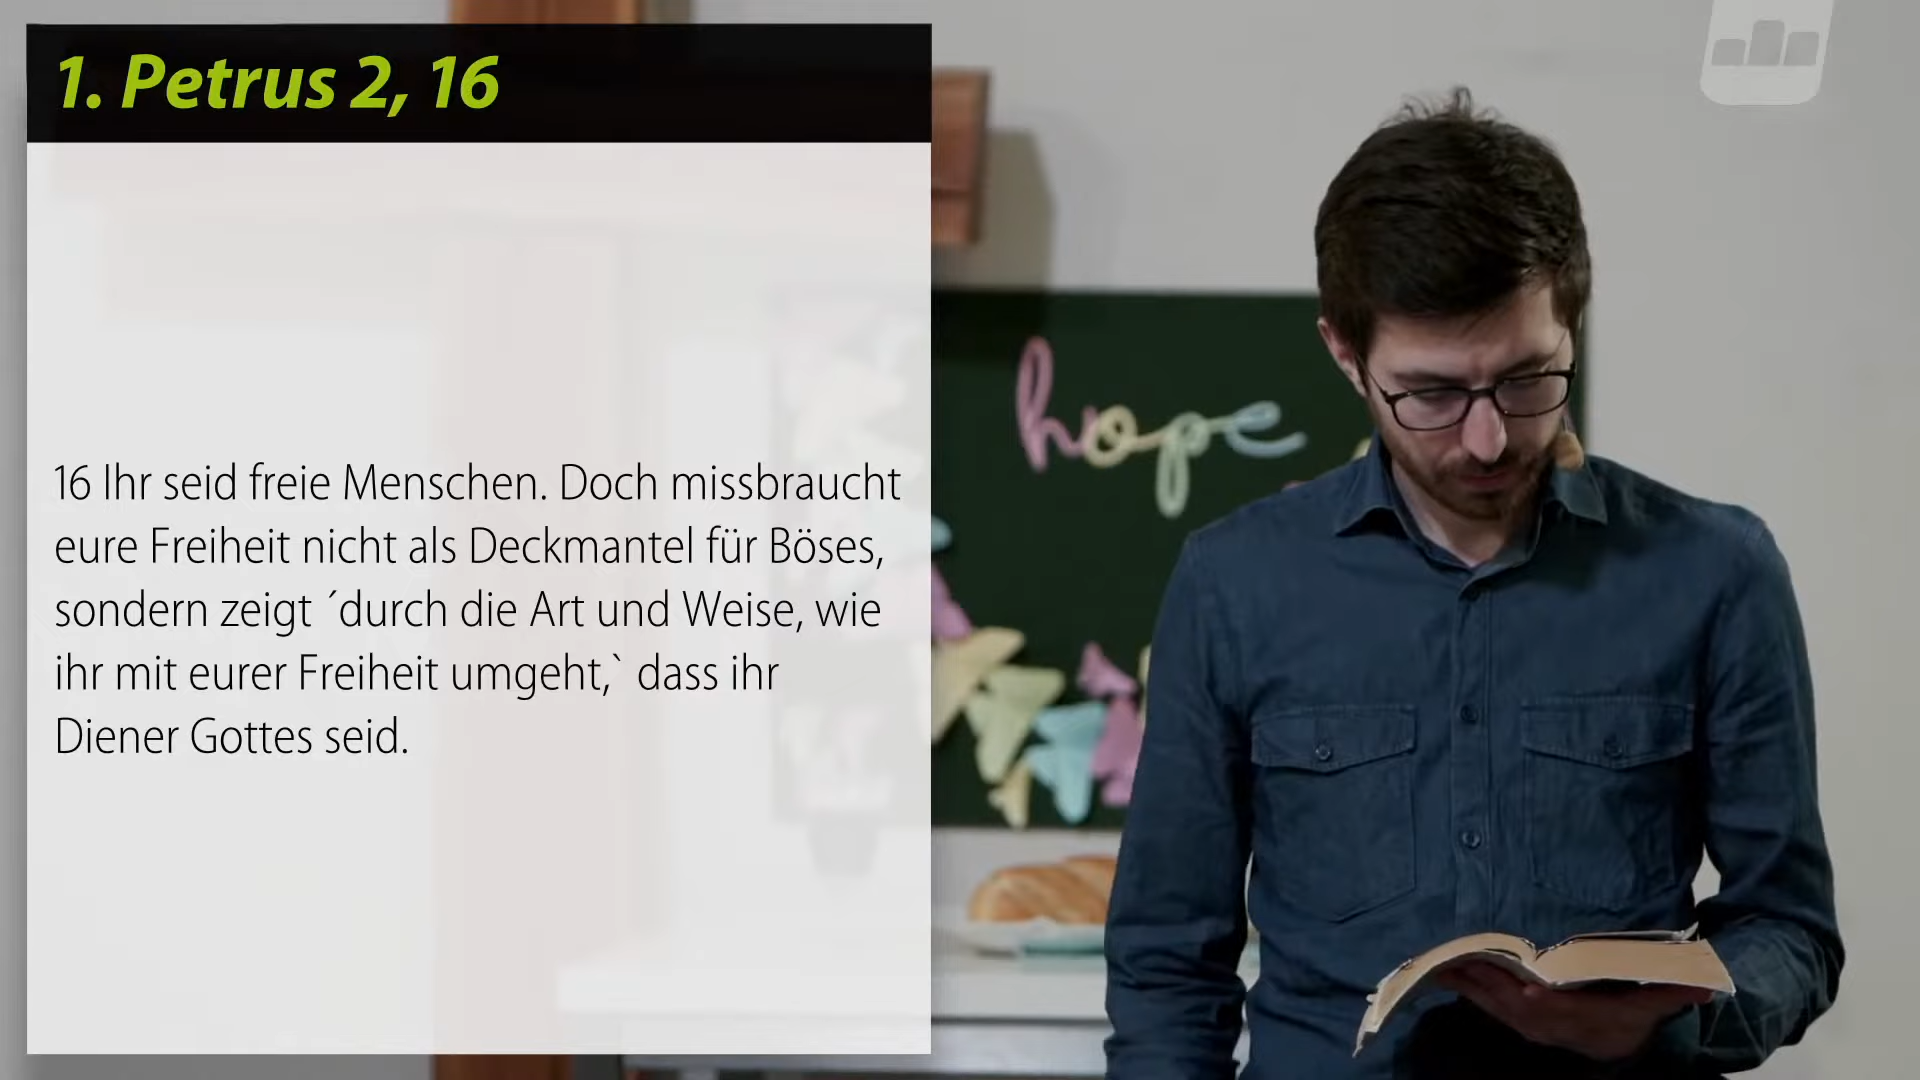 1. Petrus 2, 16
16 Ihr seid freie Menschen. Doch missbraucht
eure Freiheit nicht als Deckmantel für Böses,
sondern zeigt ´durch die Art und Weise, wie
ihr mit eurer Freiheit umgeht,` dass ihr
Diener Gottes seid.
hope